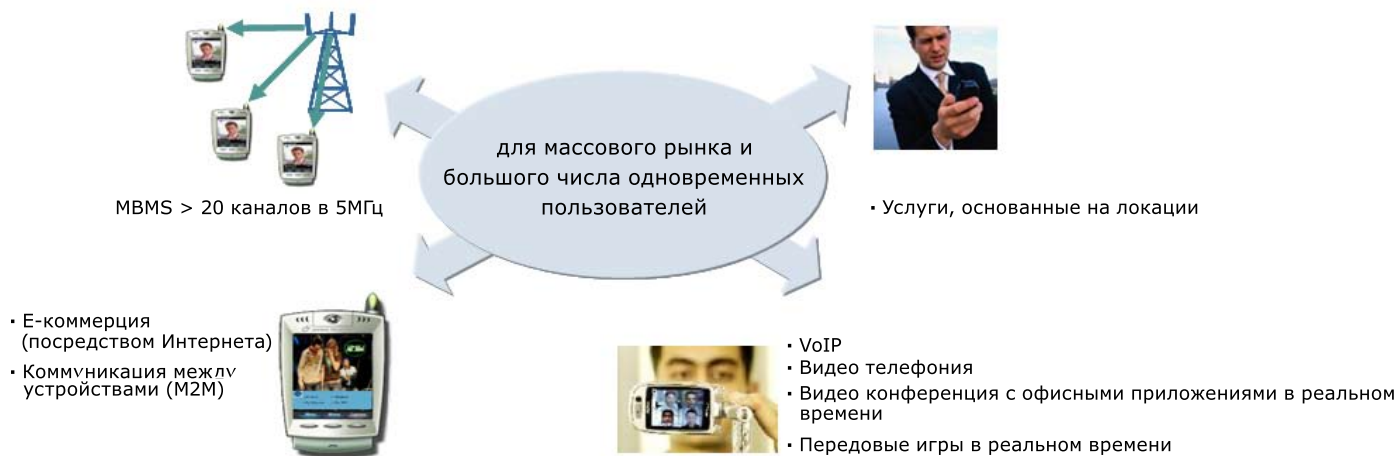 для массового рынка и
большого числа одновременных
пользователей
MBMS > 20 каналов в 5МГц
· Услуги, основанные на локации
· Е-коммерция
(посредством Интернета)
· Коммуникация между
устройствами (M2M)
· VoIP
· Видео телефония
· Видео конференция с офисными приложениями в реальном
времени
· Передовые игры в реальном времени